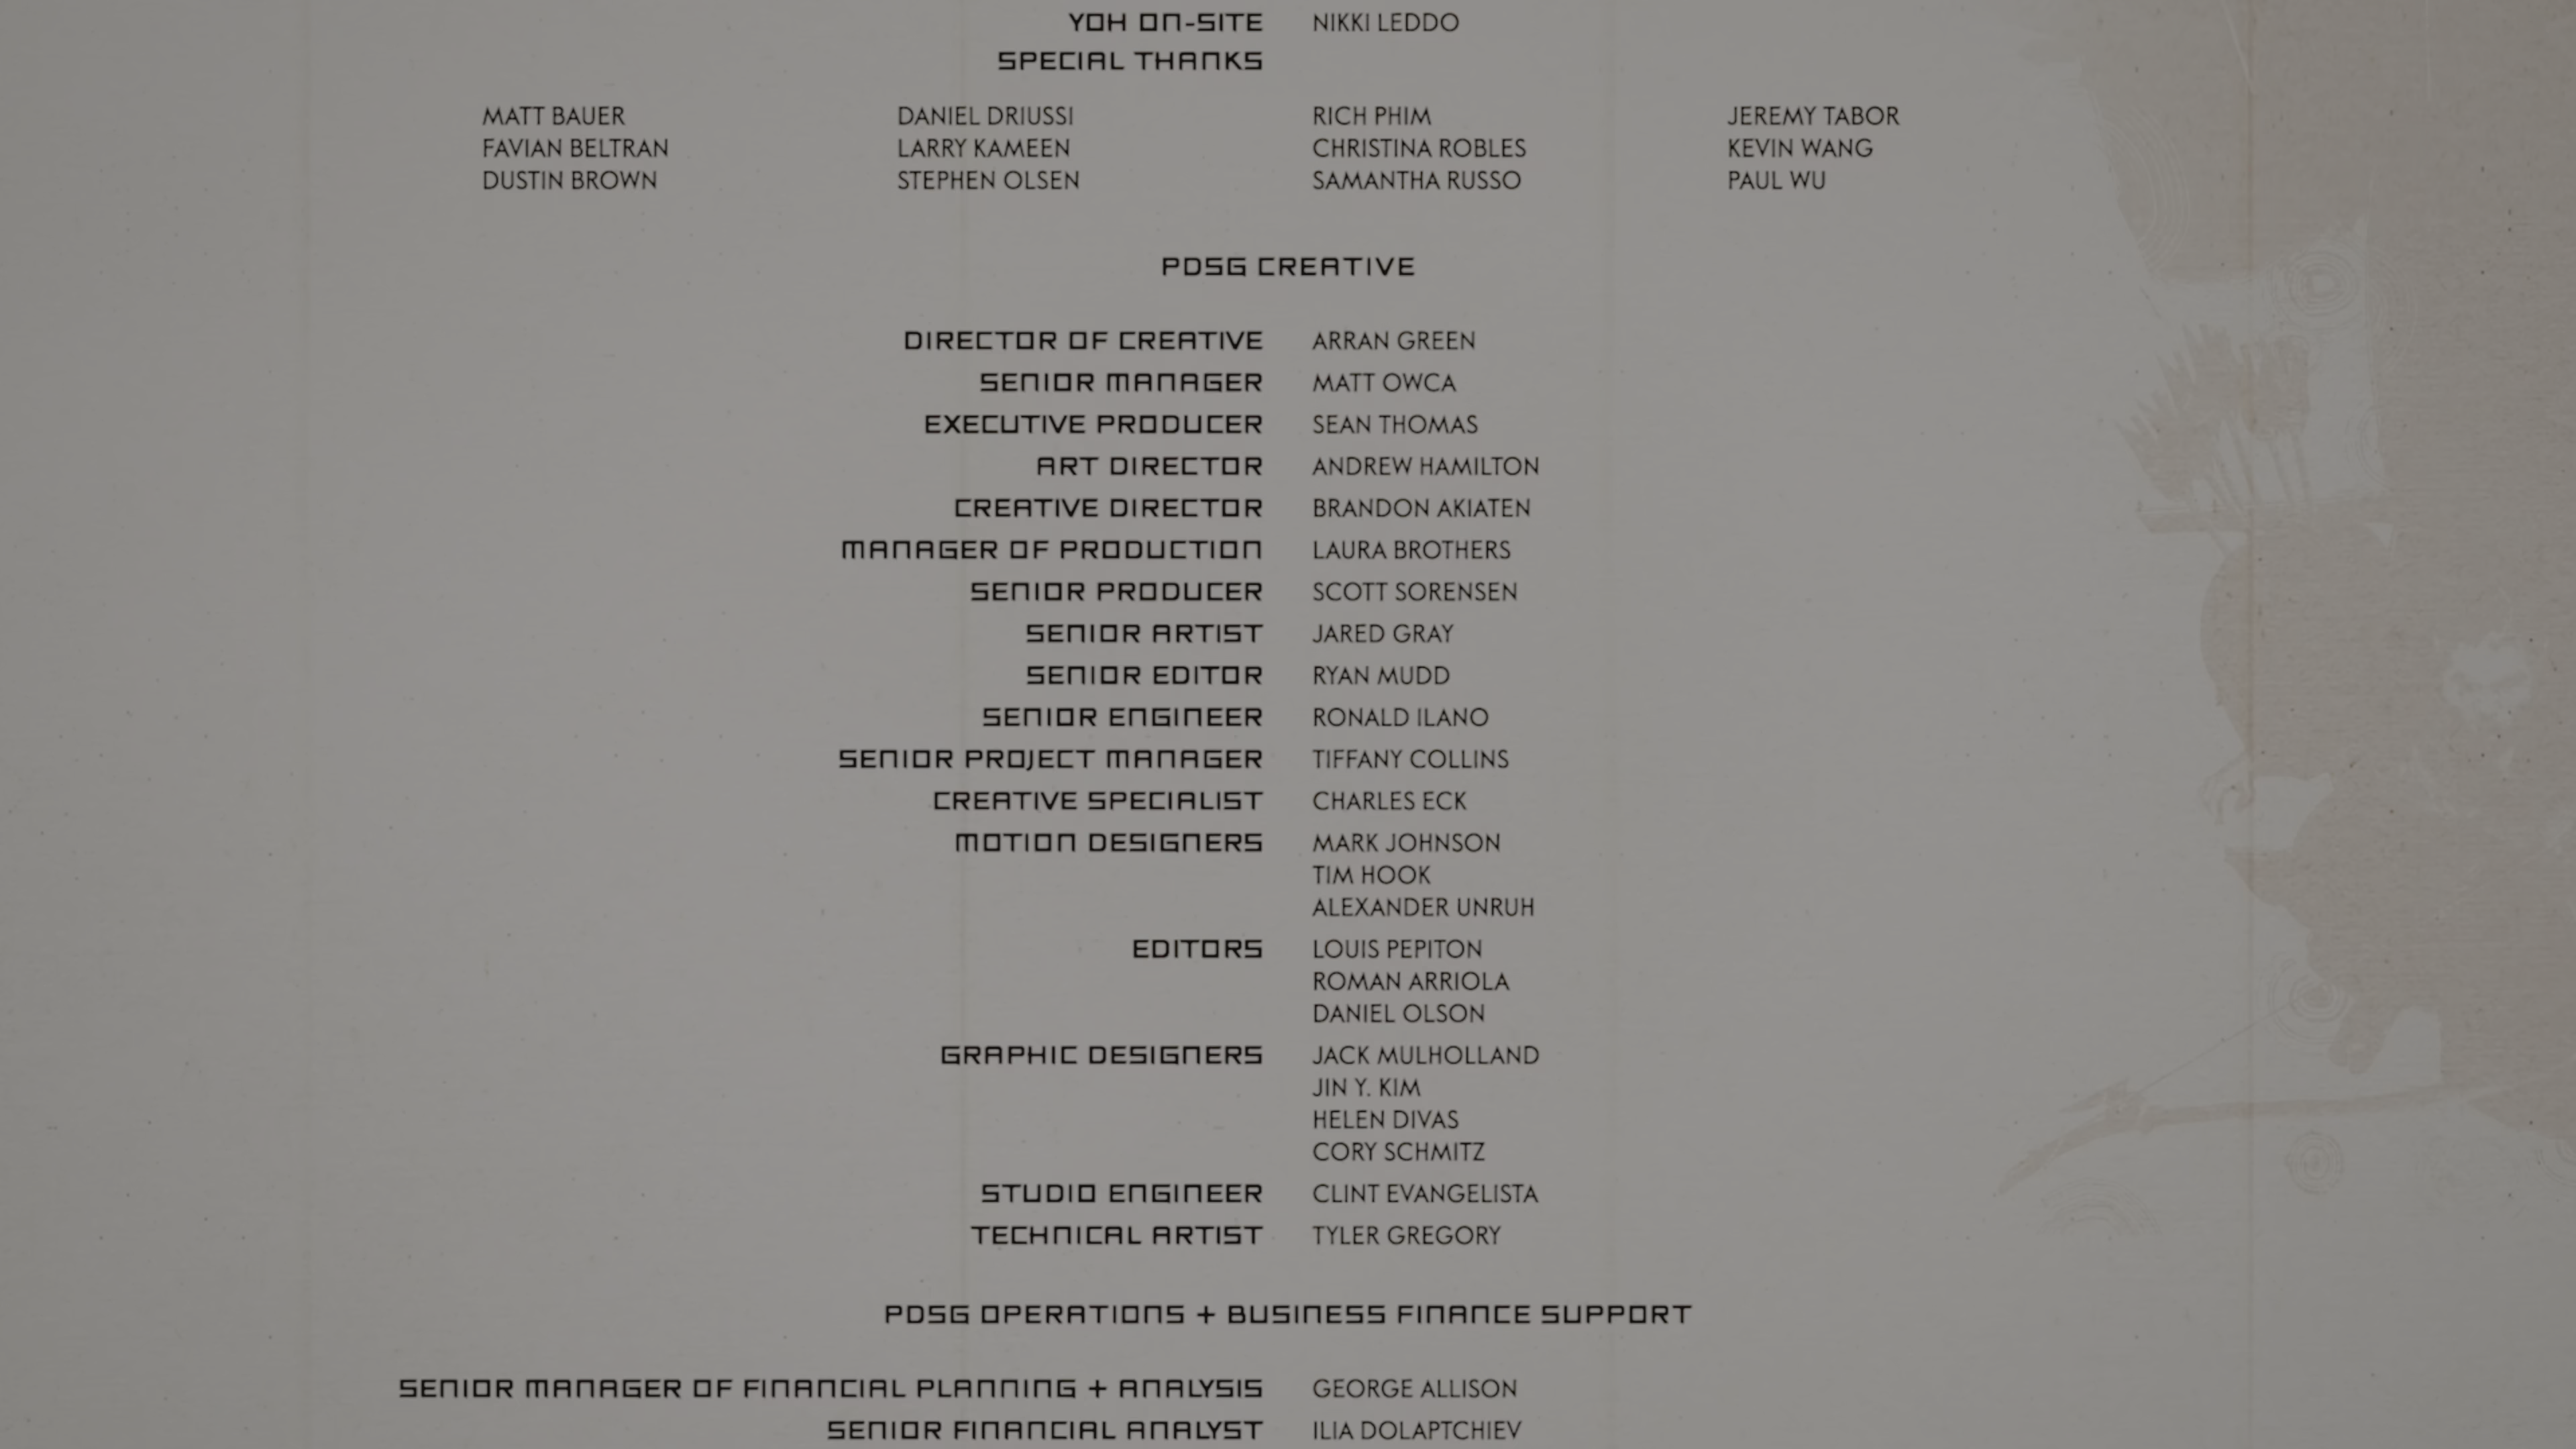 YOH ON-SITE NIKKI LEDDO
SPECIAL THANKS
MATT BAUER DANIEL DRIUSSI RICH PHIM JEREMY TABOR
FAVIAN BELTRAN LARRY KAMEEN CHRISTINA ROBLES KEVIN WANG
DUSTIN BROWN STEPHEN OLSEN SAMANTHA RUSSO PAUL WU
PDSG CREATIVE
DIRECTOR OF CREATIVE ARRAN GREEN
SENIOR MANAGER MATT OWCA
EXECUTIVE PRODUCER SEAN THOMAS
ART DIRECTOR ANDREW HAMILTON
CREATIVE DIRECTOR BRANDON AKIATEN
MANAGER OF PRODUCTION LAURA BROTHERS
SENIOR PRODUCER SCOTT SORENSEN
SENIOR ARTIST JARED GRAY
SENIOR EDITOR RYAN MUDD
SENIOR ENGINEER RONALD ILANO
SENIOR PROJECT MANAGER TIFFANY COLLINS
CREATIVE SPECIALIST CHARLES ECK
MOTION DESIGNERS MARK JOHNSON
TIM HOOK
ALEXANDER UNRUH
EDITORS LOUIS PEPITON
ROMAN ARRIOLA
DANIEL OLSON
GRAPHIC DESIGNERS JACK MULHOLLAND
JIN Y. KIM
HELEN DIVAS
CORY SCHMITZ
STUDIO ENGINEER CLINT EVANGELISTA
TECHNICAL ARTIST TYLER GREGORY
PDSG OPERATIONS + BUSINESS FINANCE SUPPORT
SENIOR MANAGER OF FINANCIAL PLANNING + ANALYSIS GEORGE ALLISON
SENIOR FINANCIAL ANALYST ILIA DOLAPTCHIEV